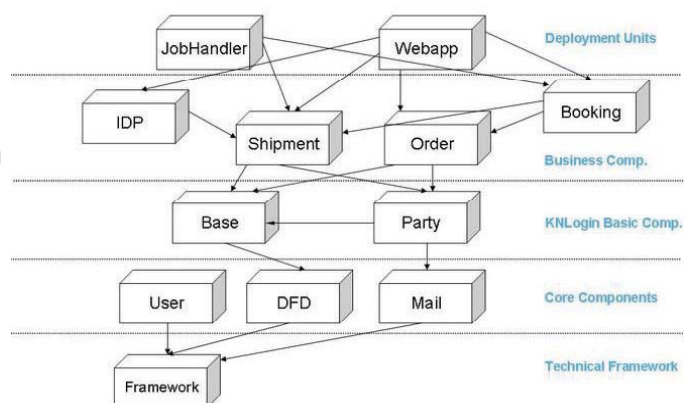 Deployment Units
JobHandler
Webapp
IDP
Shipment
Order
Booking
Business Comp.
Base
Party
KNLogin Basic Comp.
User
DFD
Mail
Core Components
Framework
Technical Framework